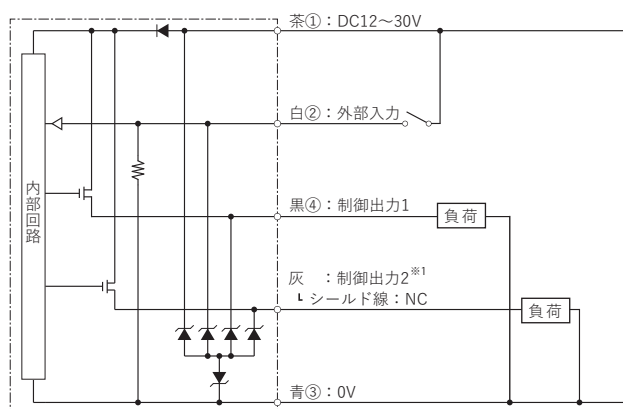 茶①：DC12〜30V
白②：外部入力
内部回路
黒④：制御出力1
負荷
灰　：制御出力2※1
┗ シールド線：NC
負荷
青③：0V